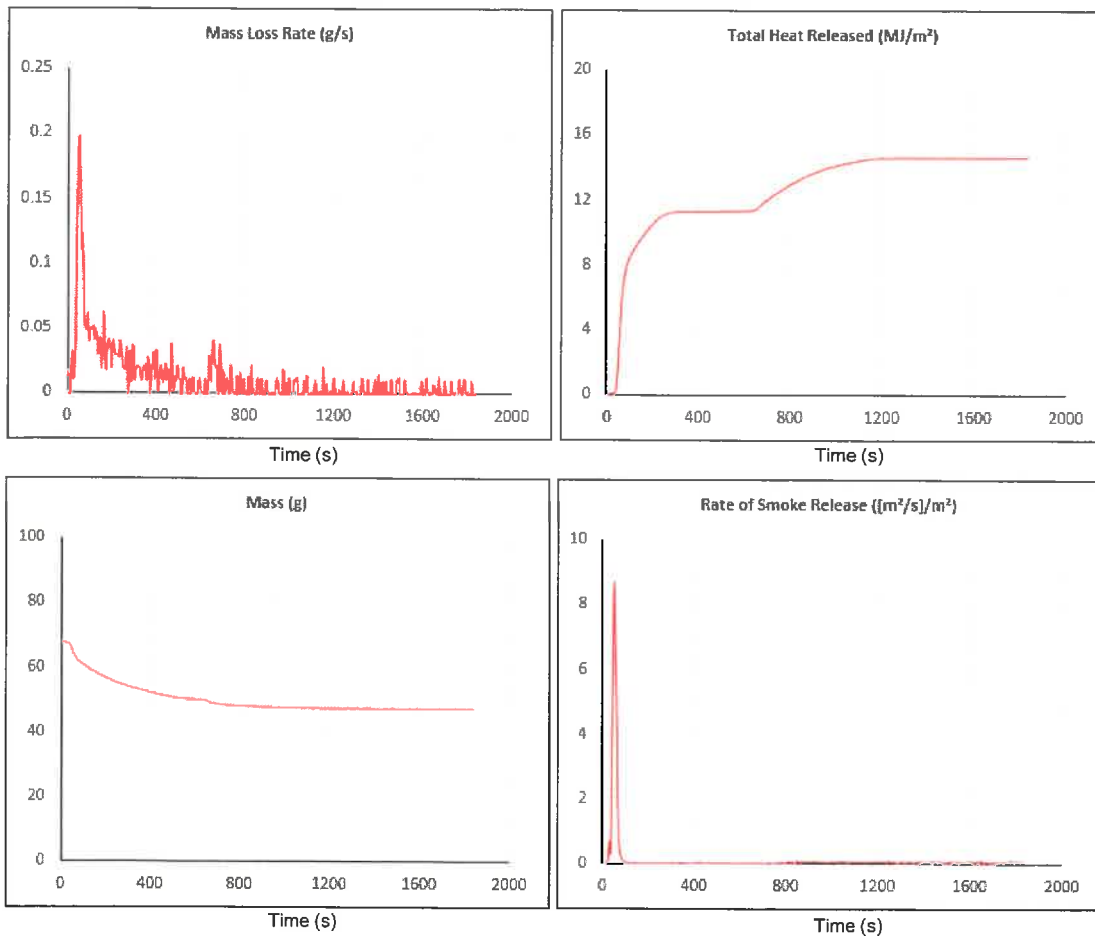 Mass Loss Rate (g/s)
0.25
0.2
0.15
0.1
0.05
0
0 400 800 1200 1600 2000
Time (s)
Total Heat Released (MJ/m²)
20
16
12
8
4
0
0 400 800 1200 1600 2000
Time (s)
Mass (g)
100
80
60
40
20
0
0 400 800 1200 1600 2000
Time (s)
Rate of Smoke Release ([m²/s]/m²)
10
8
6
4
2
0
0 400 800 1200 1600 2000
Time (s)